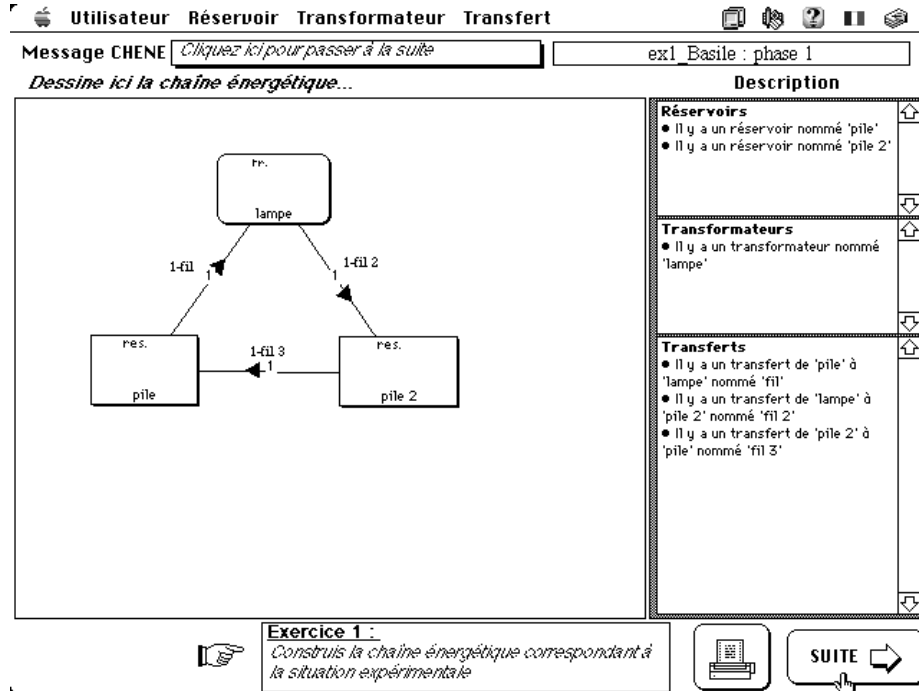 Utilisateur Réservoir Transformateur Transfert
Message CHENE Cliquez ici pour passer à la suite
ex1_Basile : phase 1
Dessine ici la chaîne énergétique...
Description
tr.
lampe
1-fil
1
1-fil 2
1
res.
pile
1-fil 3
1
res.
pile 2
Réservoirs
● Il y a un réservoir nommé 'pile'
● Il y a un réservoir nommé 'pile 2'
Transformateurs
● Il y a un transformateur nommé
'lampe'
Transferts
● Il y a un transfert de 'pile' à
'lampe' nommé 'fil'
● Il y a un transfert de 'lampe' à
'pile 2' nommé 'fil 2'
● Il y a un transfert de 'pile 2' à
'pile' nommé 'fil 3'
Exercice 1 :
Construis la chaîne énergétique correspondant à
la situation expérimentale
SUITE